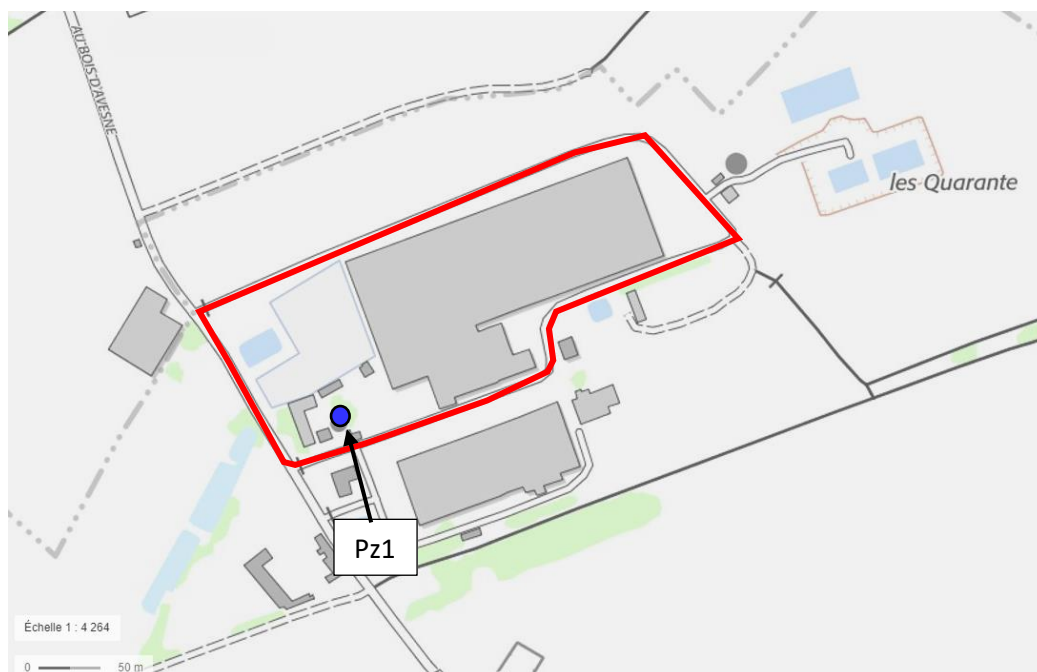 AU BOIS D'AVESNE
les Quarante
Pz1
Échelle 1 : 4 264
0 50 m